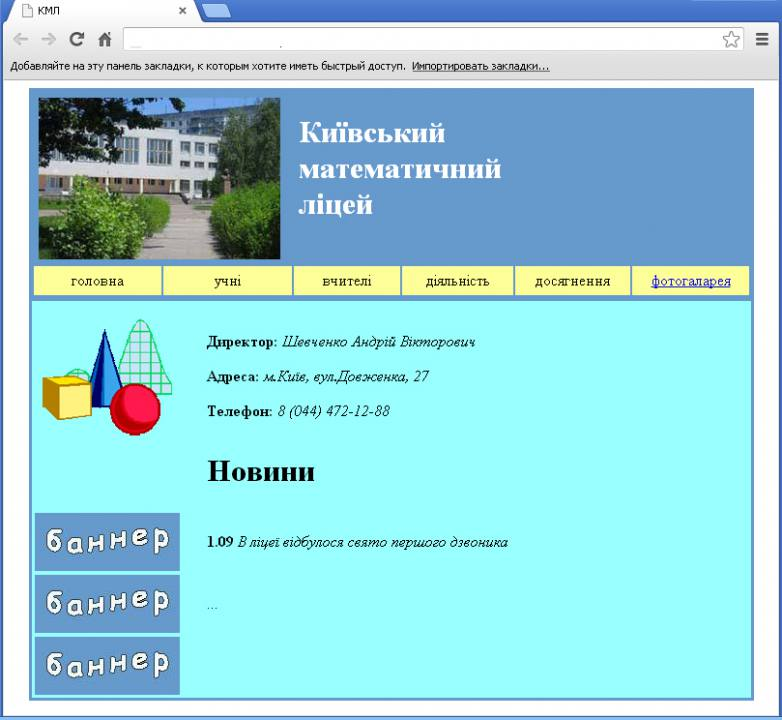 КМЛ
Добавляйте на эту панель закладки, к которым хотите иметь быстрый доступ. Импортировать закладки...
Київський
математичний
ліцей
головна учні вчителі діяльність досягнення фотогаларея
Директор: Шевченко Андрій Вікторович
Адреса: м.Київ, вул.Довженка, 27
Телефон: 8 (044) 472-12-88
Новини
баннер
1.09 В ліцеї відбулося свято першого дзвоника
баннер
...
баннер